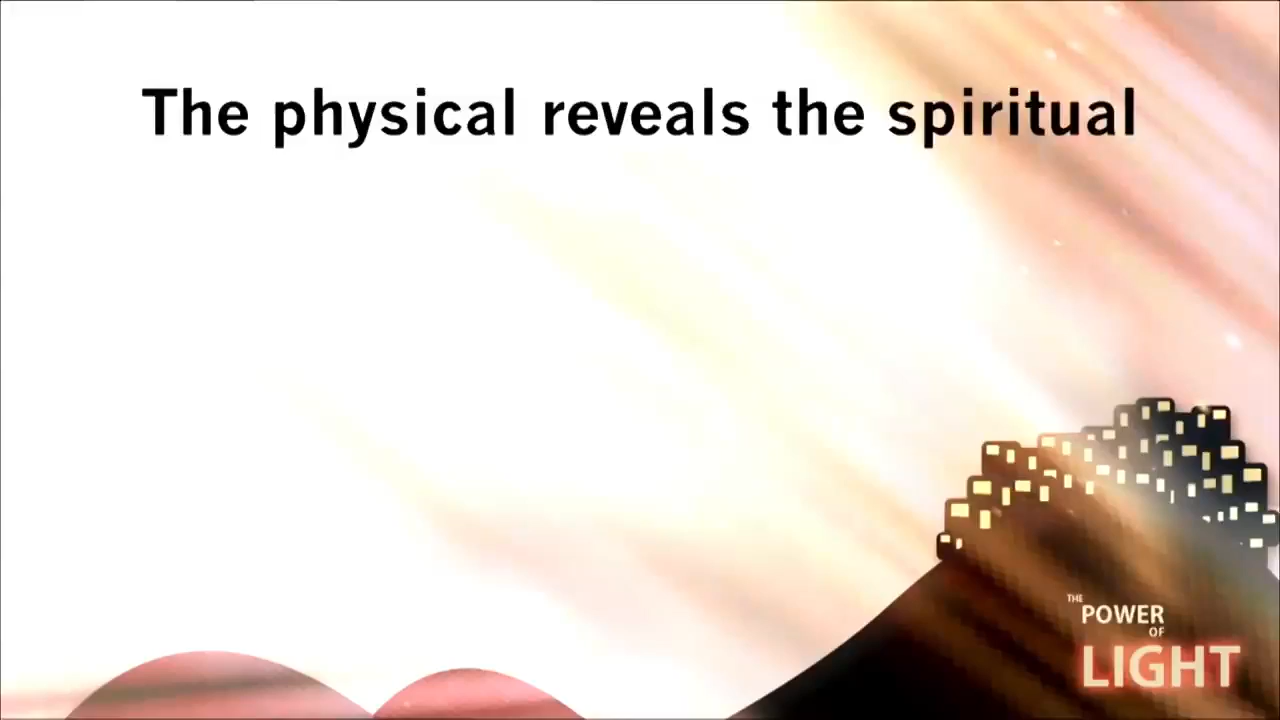 The physical reveals the spiritual
THE
POWER
OF
LIGHT